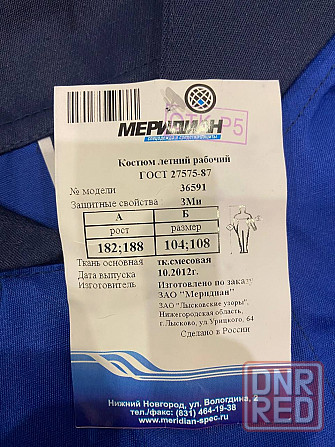 ОТК Р5
МЕРИДИАН
Костюм летний рабочий
ГОСТ 27575-87
№ модели 36591
Защитные свойства ЗМи
А Б
рост размер
182;188 104;108
Ткань основная тк.смесовая
Дата выпуска 10.2012г.
Изготовитель Изготовлено по заказу
ЗАО "Меридиан"
ЗАО "Лысковские узоры",
Нижегородская область,
г.Лысково, ул Урицкого, 64
Сделано в России
Нижний Новгород, ул. Вологдина, 2
тел./факс: (831) 464-19-38
www.meridian-spec.ru
DNR
RED